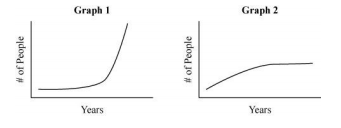 Graph 1
# of People
Years
Graph 2
# of People
Years